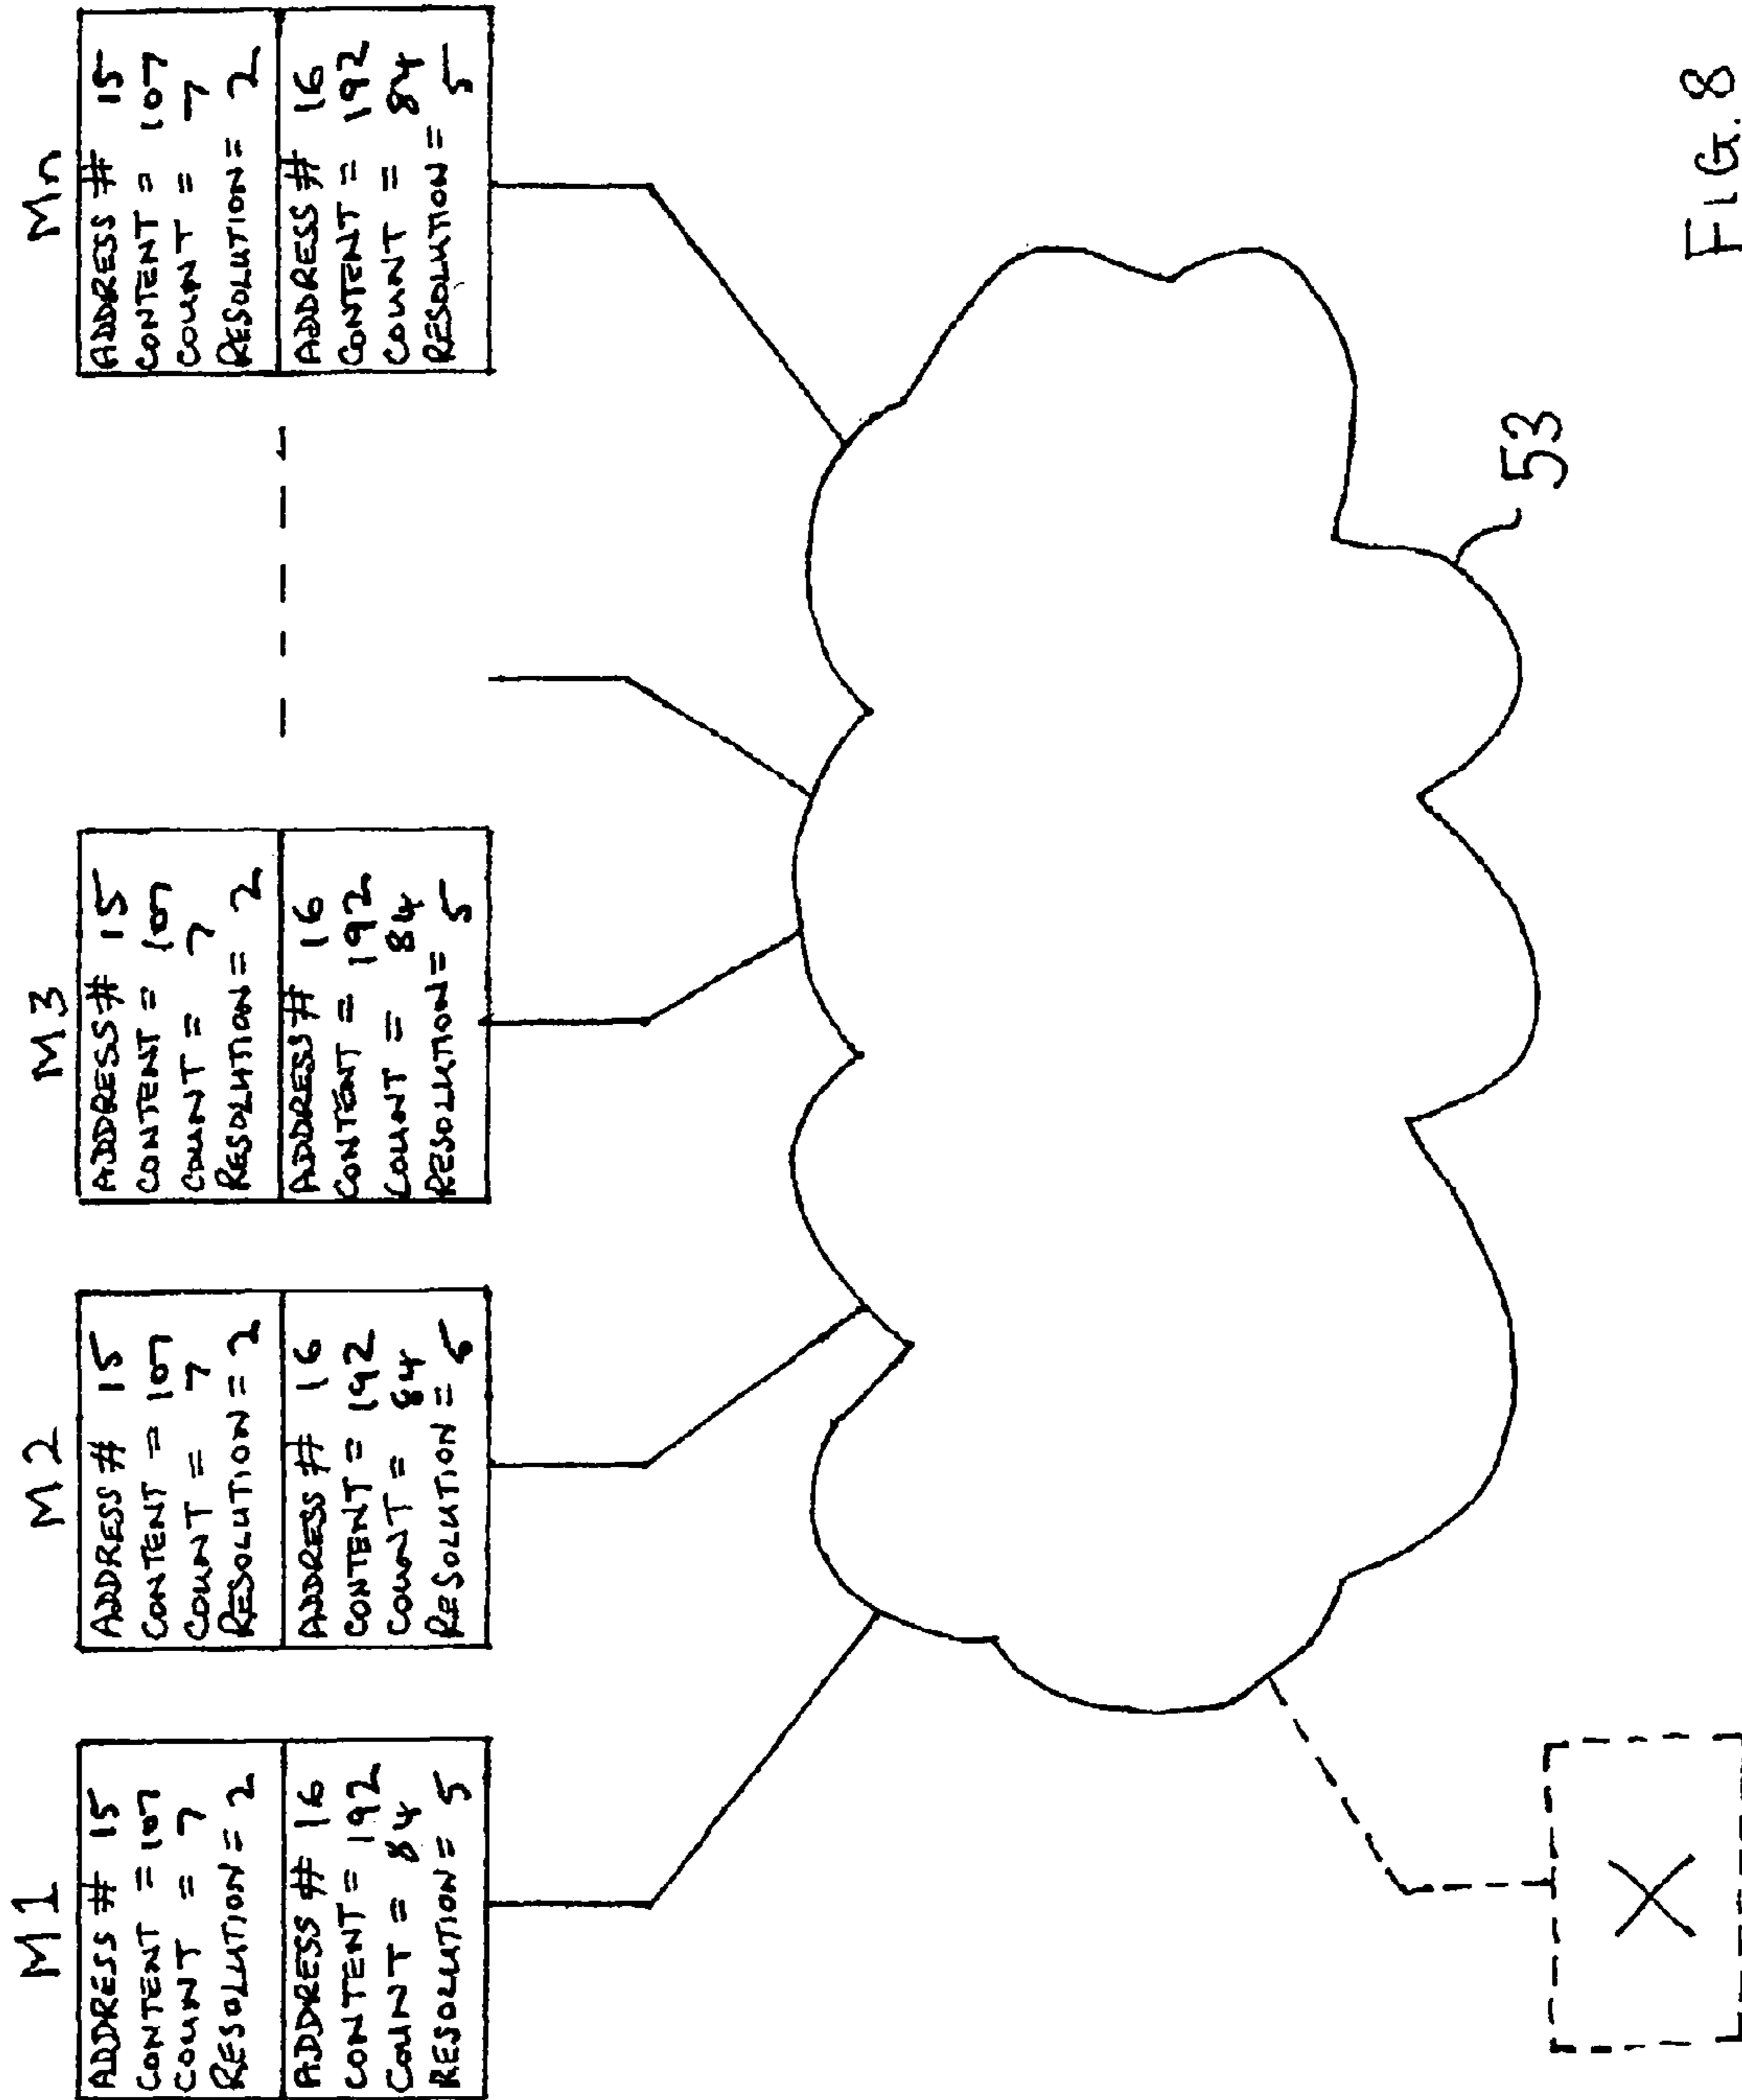 M1
ADDRESS # 15
CONTENT = 107
COUNT = 7
RESOLUTION = 2
ADDRESS # 16
CONTENT = 192
COUNT = 84
RESOLUTION = 5
M2
ADDRESS # 15
CONTENT = 107
COUNT = 7
RESOLUTION = 2
ADDRESS # 16
CONTENT = 192
COUNT = 84
RESOLUTION = 5
M3
ADDRESS # 15
CONTENT = 107
COUNT = 7
RESOLUTION = 2
ADDRESS # 16
CONTENT = 192
COUNT = 84
RESOLUTION = 5
Mn
ADDRESS # 15
CONTENT = 107
COUNT = 7
RESOLUTION = 2
ADDRESS # 16
CONTENT = 192
COUNT = 84
RESOLUTION = 5
53
X
FIG. 8